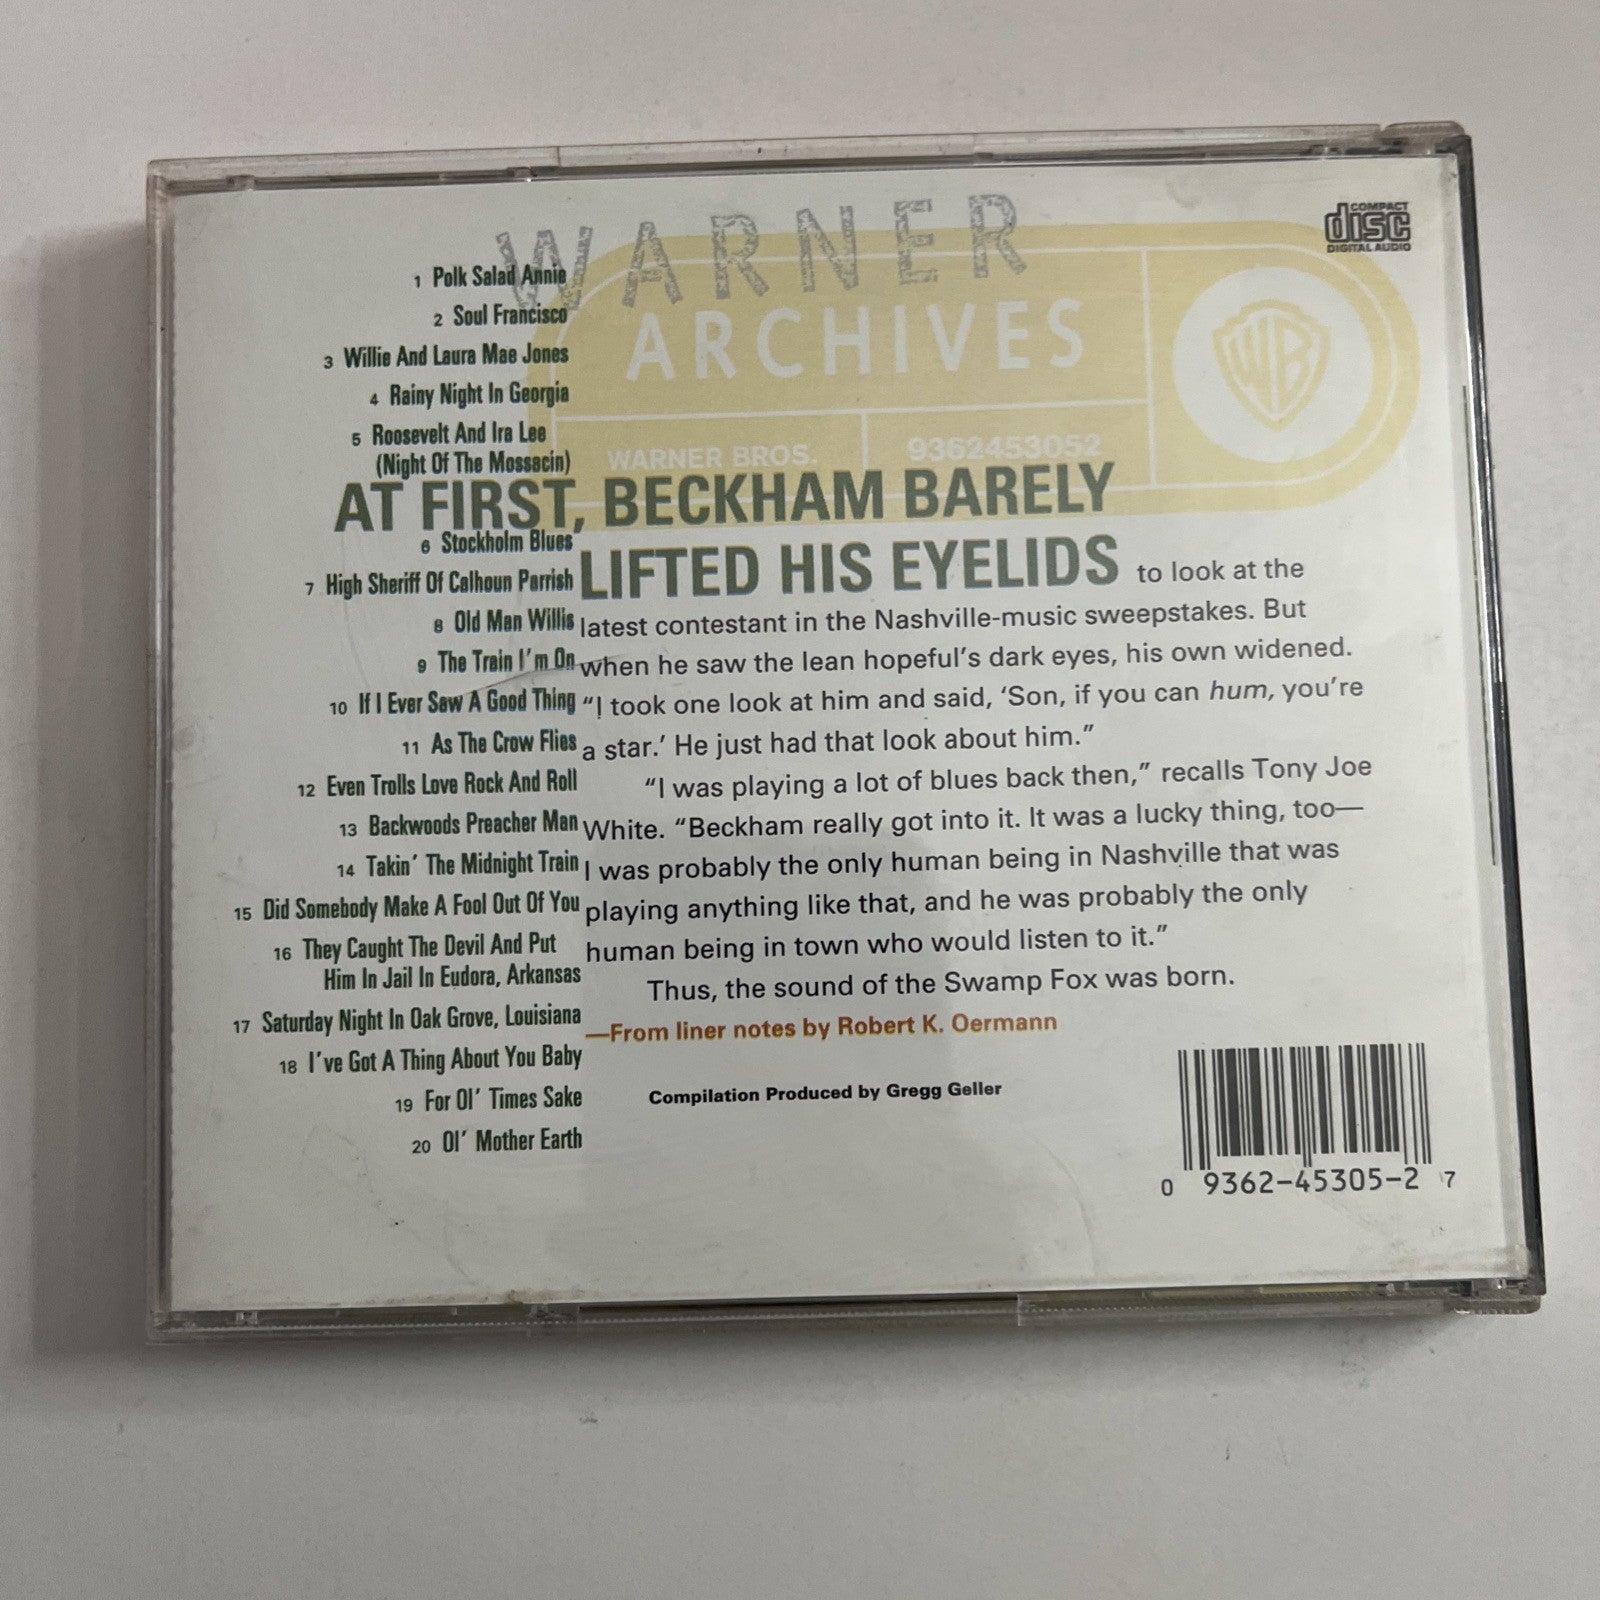 WARNER
ARCHIVES
WARNER BROS.
9362453052
COMPACT
disc
DIGITAL AUDIO
WB
1 Polk Salad Annie
2 Soul Francisco
3 Willie And Laura Mae Jones
4 Rainy Night In Georgia
5 Roosevelt And Ira Lee
(Night Of The Mossacin)
6 Stockholm Blues
7 High Sheriff Of Calhoun Parrish
8 Old Man Willis
9 The Train I'm On
10 If I Ever Saw A Good Thing
11 As The Crow Flies
12 Even Trolls Love Rock And Roll
13 Backwoods Preacher Man
14 Takin' The Midnight Train
15 Did Somebody Make A Fool Out Of You
16 They Caught The Devil And Put
Him In Jail In Eudora, Arkansas
17 Saturday Night In Oak Grove, Louisiana
18 I've Got A Thing About You Baby
19 For Ol' Times Sake
20 Ol' Mother Earth
AT FIRST, BECKHAM BARELY
LIFTED HIS EYELIDS to look at the
latest contestant in the Nashville-music sweepstakes. But
when he saw the lean hopeful's dark eyes, his own widened.
“I took one look at him and said, ‘Son, if you can hum, you're
a star.’ He just had that look about him.”
“I was playing a lot of blues back then,” recalls Tony Joe
White. “Beckham really got into it. It was a lucky thing, too—
I was probably the only human being in Nashville that was
playing anything like that, and he was probably the only
human being in town who would listen to it.”
Thus, the sound of the Swamp Fox was born.
—From liner notes by Robert K. Oermann
Compilation Produced by Gregg Geller
0 9362-45305-2 7